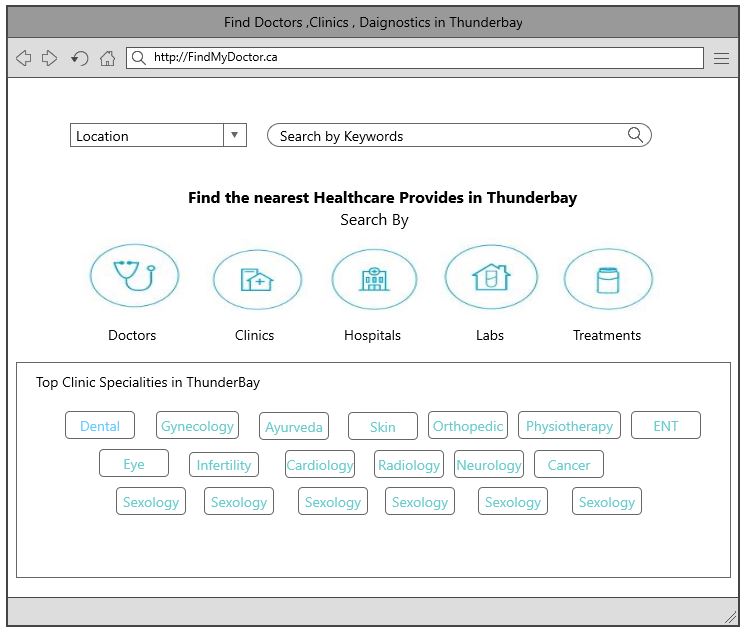 Find Doctors ,Clinics , Daignostics in Thunderbay
http://FindMyDoctor.ca
Location
Search by Keywords
Find the nearest Healthcare Provides in Thunderbay
Search By
Doctors Clinics Hospitals Labs Treatments
Top Clinic Specialities in ThunderBay
Dental Gynecology Ayurveda Skin Orthopedic Physiotherapy ENT
Eye Infertility Cardiology Radiology Neurology Cancer
Sexology Sexology Sexology Sexology Sexology Sexology